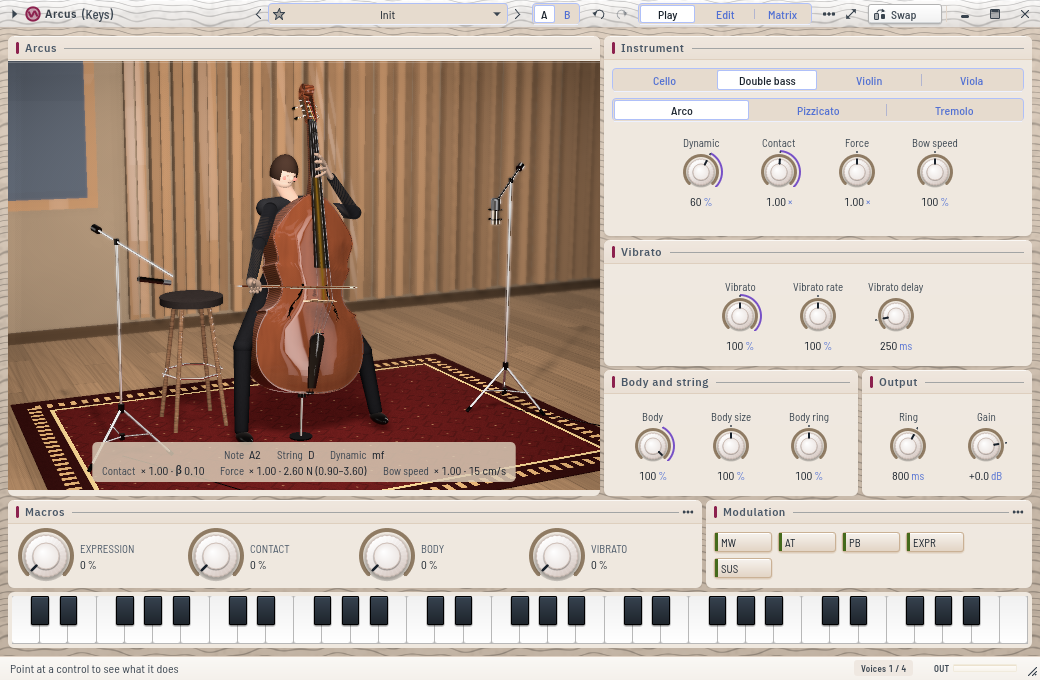 Arcus (Keys)
Init
A B
Play Edit Matrix
Swap
Arcus
Instrument
Cello Double bass Violin Viola
Arco Pizzicato Tremolo
Dynamic Contact Force Bow speed
60 % 1.00 × 1.00 × 100 %
Vibrato
Vibrato Vibrato rate Vibrato delay
100 % 100 % 250 ms
Body and string
Body Body size Body ring
100 % 100 % 100 %
Output
Ring Gain
800 ms +0.0 dB
Note A2 String D Dynamic mf
Contact × 1.00 · β 0.10 Force × 1.00 · 2.60 N (0.90–3.60) Bow speed × 1.00 · 15 cm/s
Macros
EXPRESSION
0 %
CONTACT
0 %
BODY
0 %
VIBRATO
0 %
Modulation
MW AT PB EXPR
SUS
Point at a control to see what it does
Voices 1 / 4 OUT